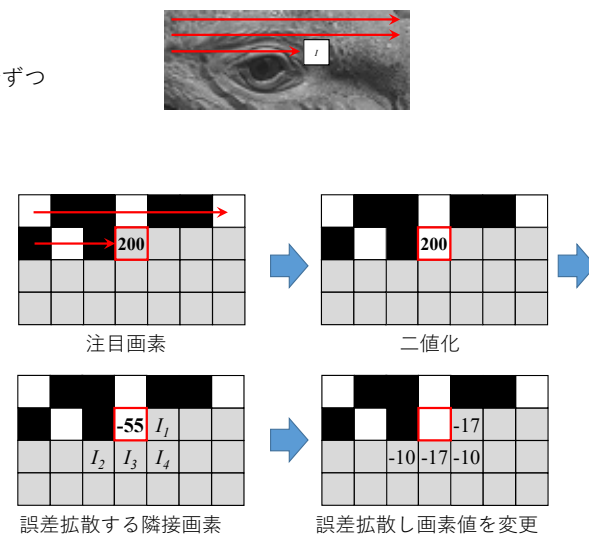 I
ずつ
200
200
注目画素
二値化
-55 I1
I2 I3 I4
-17
-10 -17 -10
誤差拡散する隣接画素
誤差拡散し画素値を変更